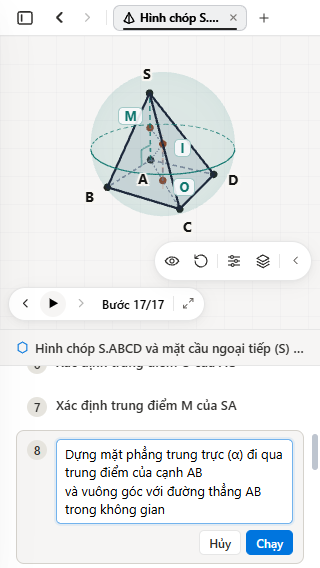 Hình chóp S....
S
M
I
A
O
B
D
C
Bước 17/17
Hình chóp S.ABCD và mặt cầu ngoại tiếp (S) ...
7
Xác định trung điểm M của SA
8
Dựng mặt phẳng trung trực (α) đi qua
trung điểm của cạnh AB
và vuông góc với đường thẳng AB
trong không gian
Hủy
Chạy